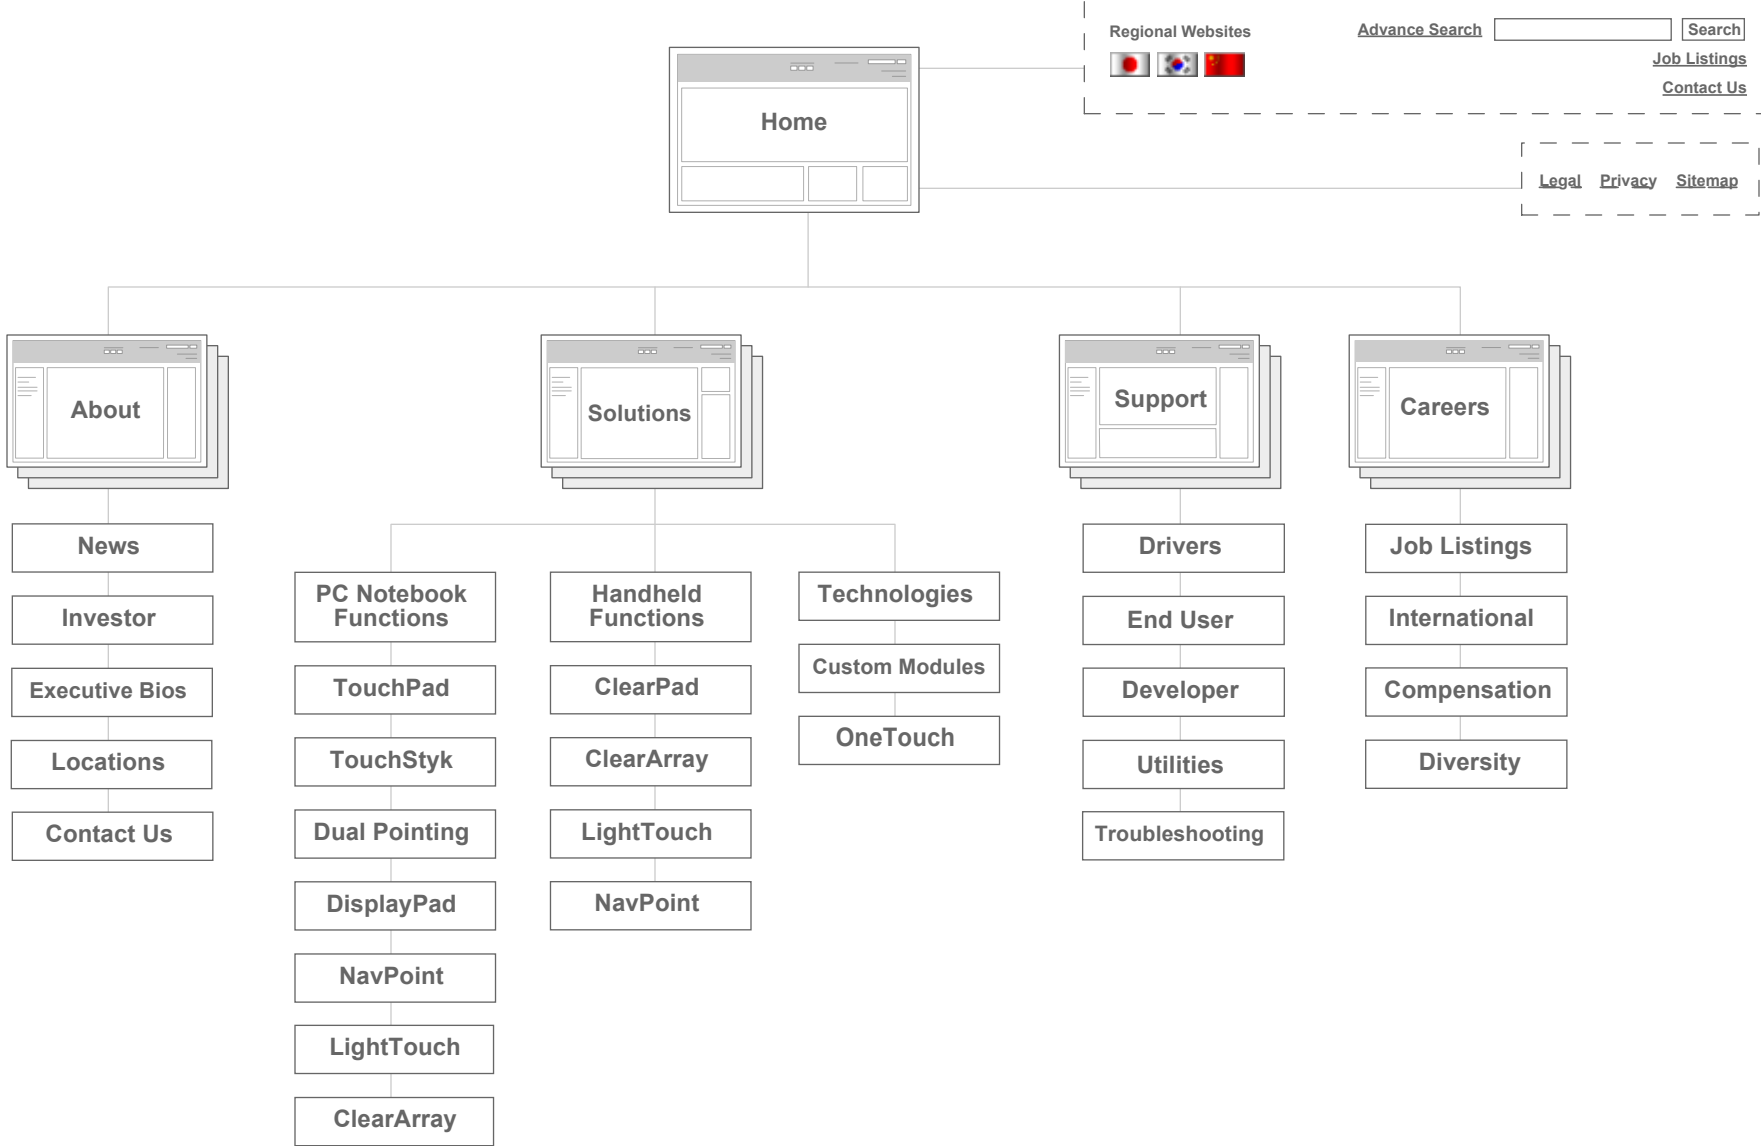 Regional Websites
Advance Search
Search
Job Listings
Contact Us
Home
Legal Privacy Sitemap
About
Solutions
Support
Careers
News
Investor
Executive Bios
Locations
Contact Us
PC Notebook
Functions
TouchPad
TouchStyk
Dual Pointing
DisplayPad
NavPoint
LightTouch
ClearArray
Handheld
Functions
ClearPad
ClearArray
LightTouch
NavPoint
Technologies
Custom Modules
OneTouch
Drivers
End User
Developer
Utilities
Troubleshooting
Job Listings
International
Compensation
Diversity